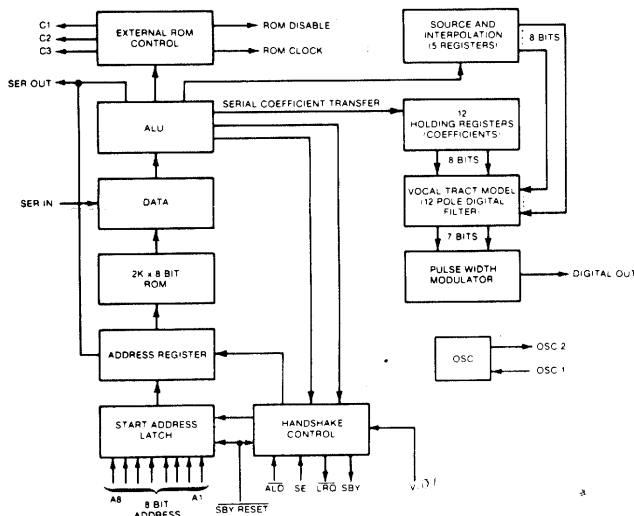 C1
C2
C3
EXTERNAL ROM
CONTROL
ROM DISABLE
ROM CLOCK
SOURCE AND
INTERPOLATION
(5 REGISTERS)
8 BITS
SER OUT
SERIAL COEFFICIENT TRANSFER
ALU
12
HOLDING REGISTERS
(COEFFICIENTS)
8 BITS
SER IN
DATA
VOCAL TRACT MODEL
(12 POLE DIGITAL
FILTER)
7 BITS
2K x 8 BIT
ROM
PULSE WIDTH
MODULATOR
DIGITAL OUT
ADDRESS REGISTER
OSC
OSC 2
OSC 1
START ADDRESS
LATCH
HANDSHAKE
CONTROL
A8
A1
8 BIT
ADDRESS
SBY RESET
ALD
SE
LRQ
SBY